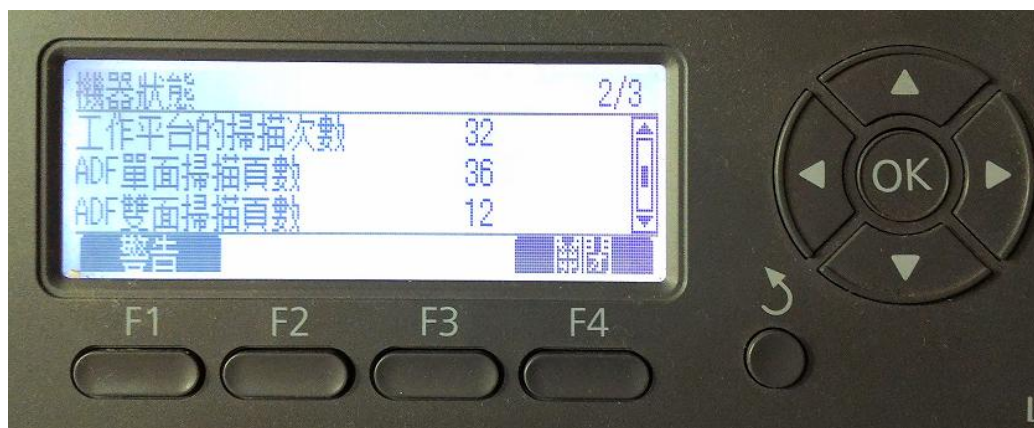 機器狀態 2/3
工作平台的掃描次數 32
ADF單面掃描頁數 36
ADF雙面掃描頁數 12
警告 關閉
F1 F2 F3 F4
OK